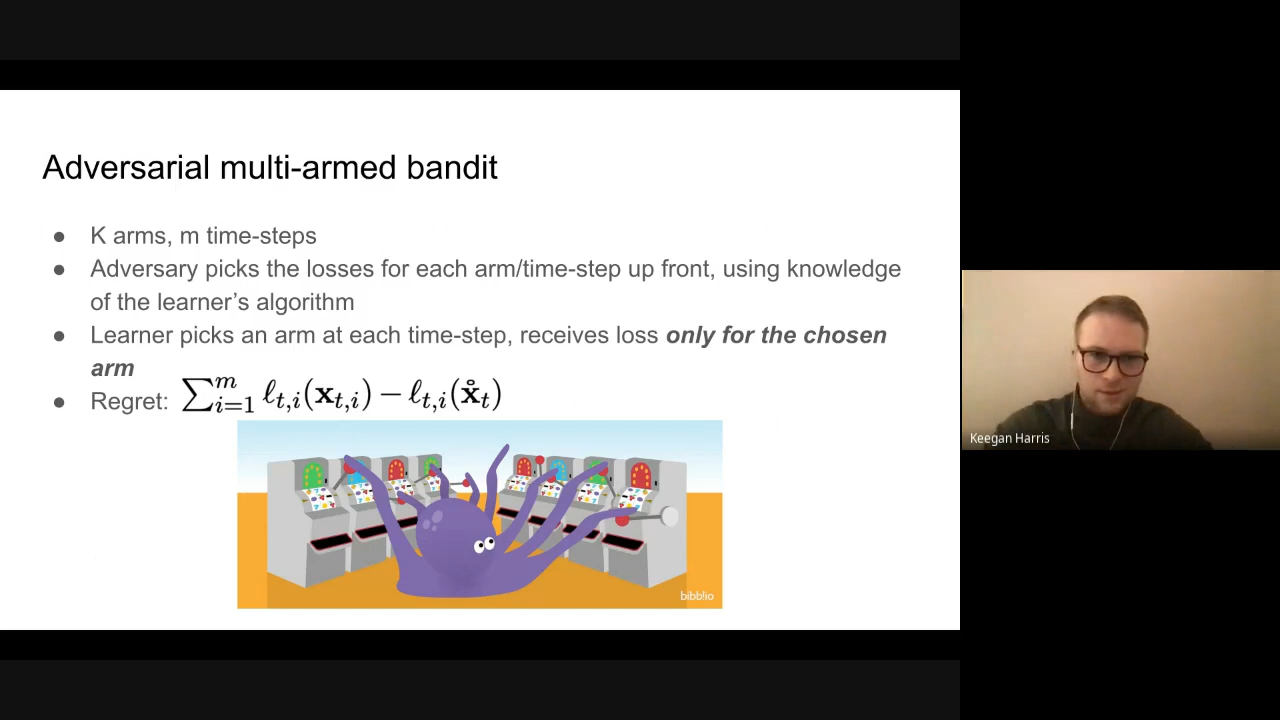 Adversarial multi-armed bandit
● K arms, m time-steps
● Adversary picks the losses for each arm/time-step up front, using knowledge
of the learner's algorithm
● Learner picks an arm at each time-step, receives loss only for the chosen
arm
● Regret: ∑_{i=1}^{m} ℓ_{t,i}(𝐱_{t,i}) − ℓ_{t,i}(𝐱̊_t)
bibblio
Keegan Harris